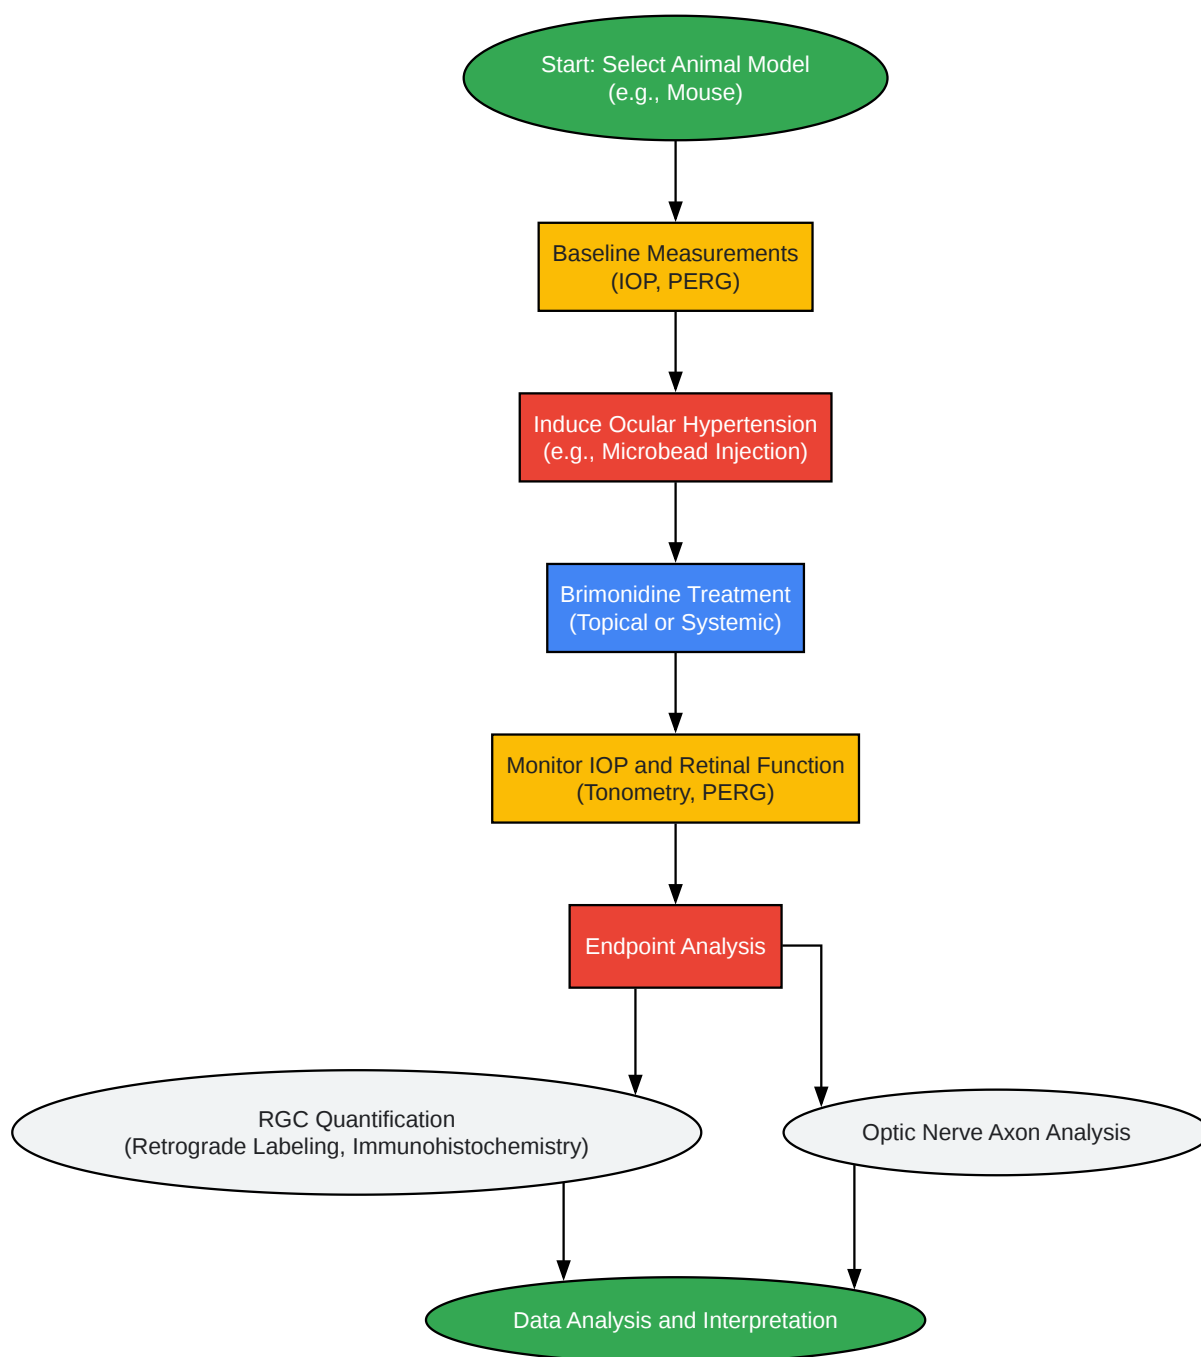 Start: Select Animal Model
(e.g., Mouse)
Baseline Measurements
(IOP, PERG)
Induce Ocular Hypertension
(e.g., Microbead Injection)
Brimonidine Treatment
(Topical or Systemic)
Monitor IOP and Retinal Function
(Tonometry, PERG)
Endpoint Analysis
RGC Quantification
(Retrograde Labeling, Immunohistochemistry)
Optic Nerve Axon Analysis
Data Analysis and Interpretation